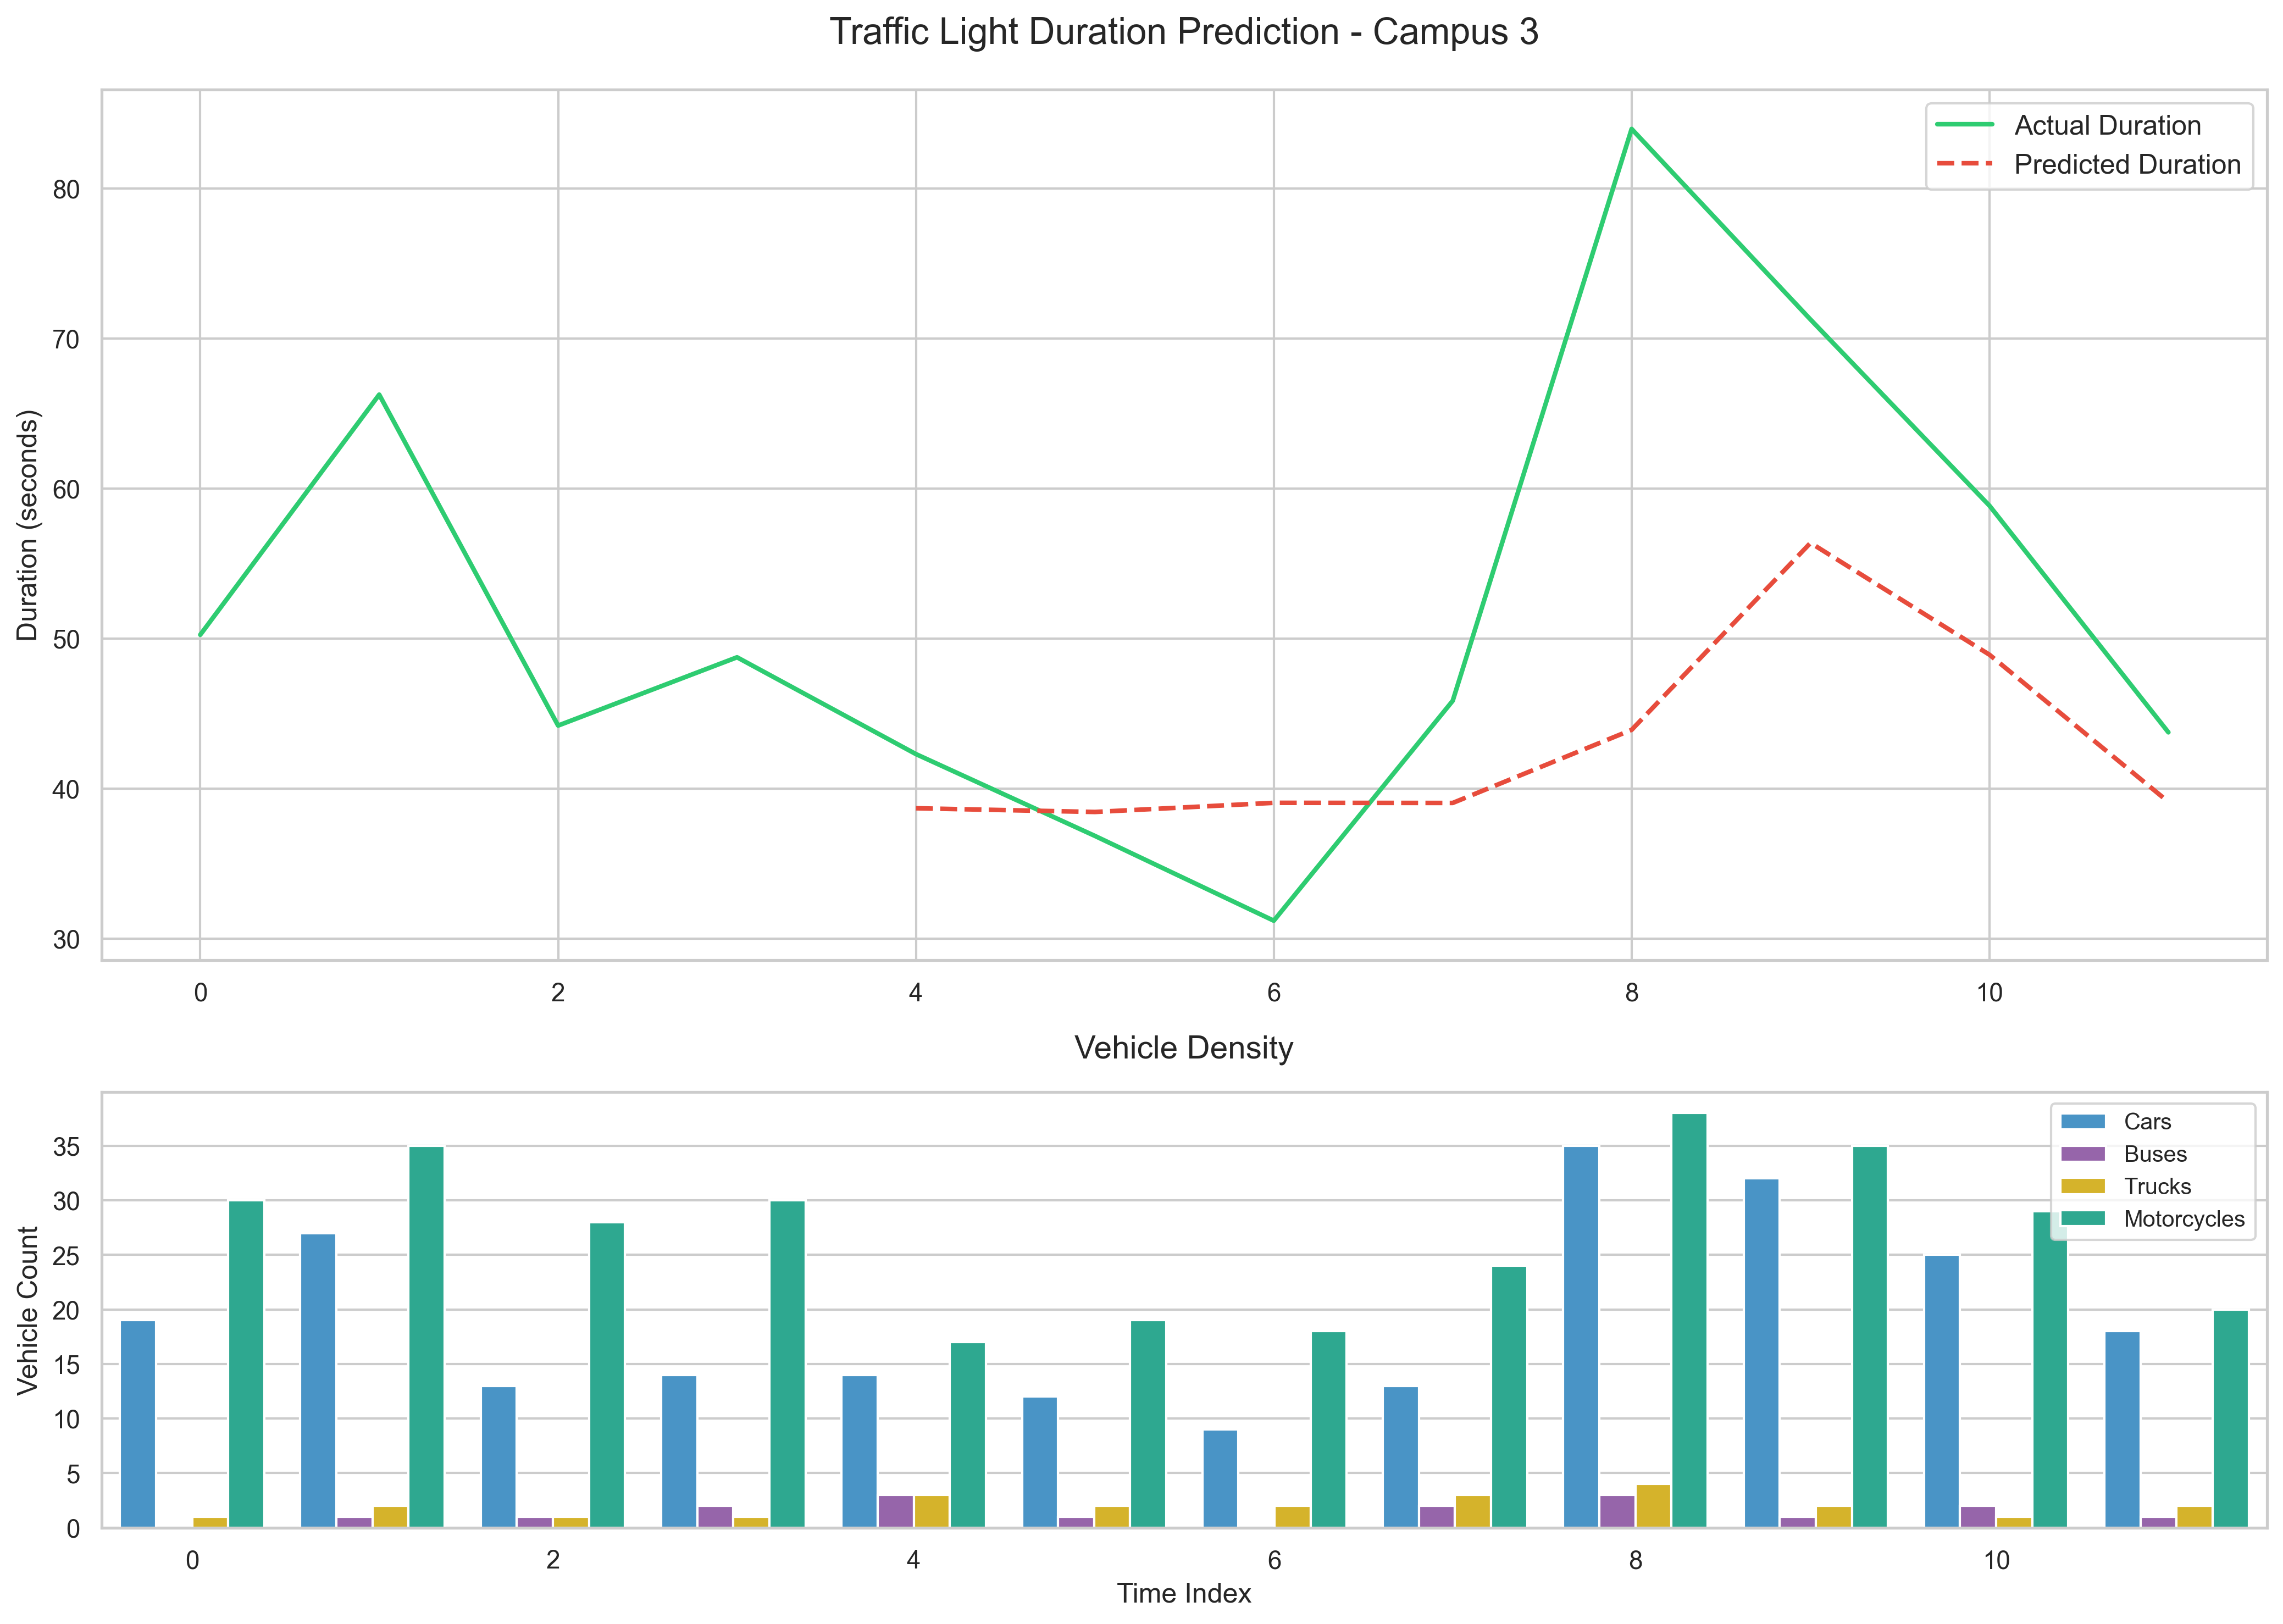 Traffic Light Duration Prediction - Campus 3
Actual Duration
Predicted Duration
Duration (seconds)
80
70
60
50
40
30
0 2 4 6 8 10
Vehicle Density
Cars
Buses
Trucks
Motorcycles
Vehicle Count
35
30
25
20
15
10
5
0
0 2 4 6 8 10
Time Index